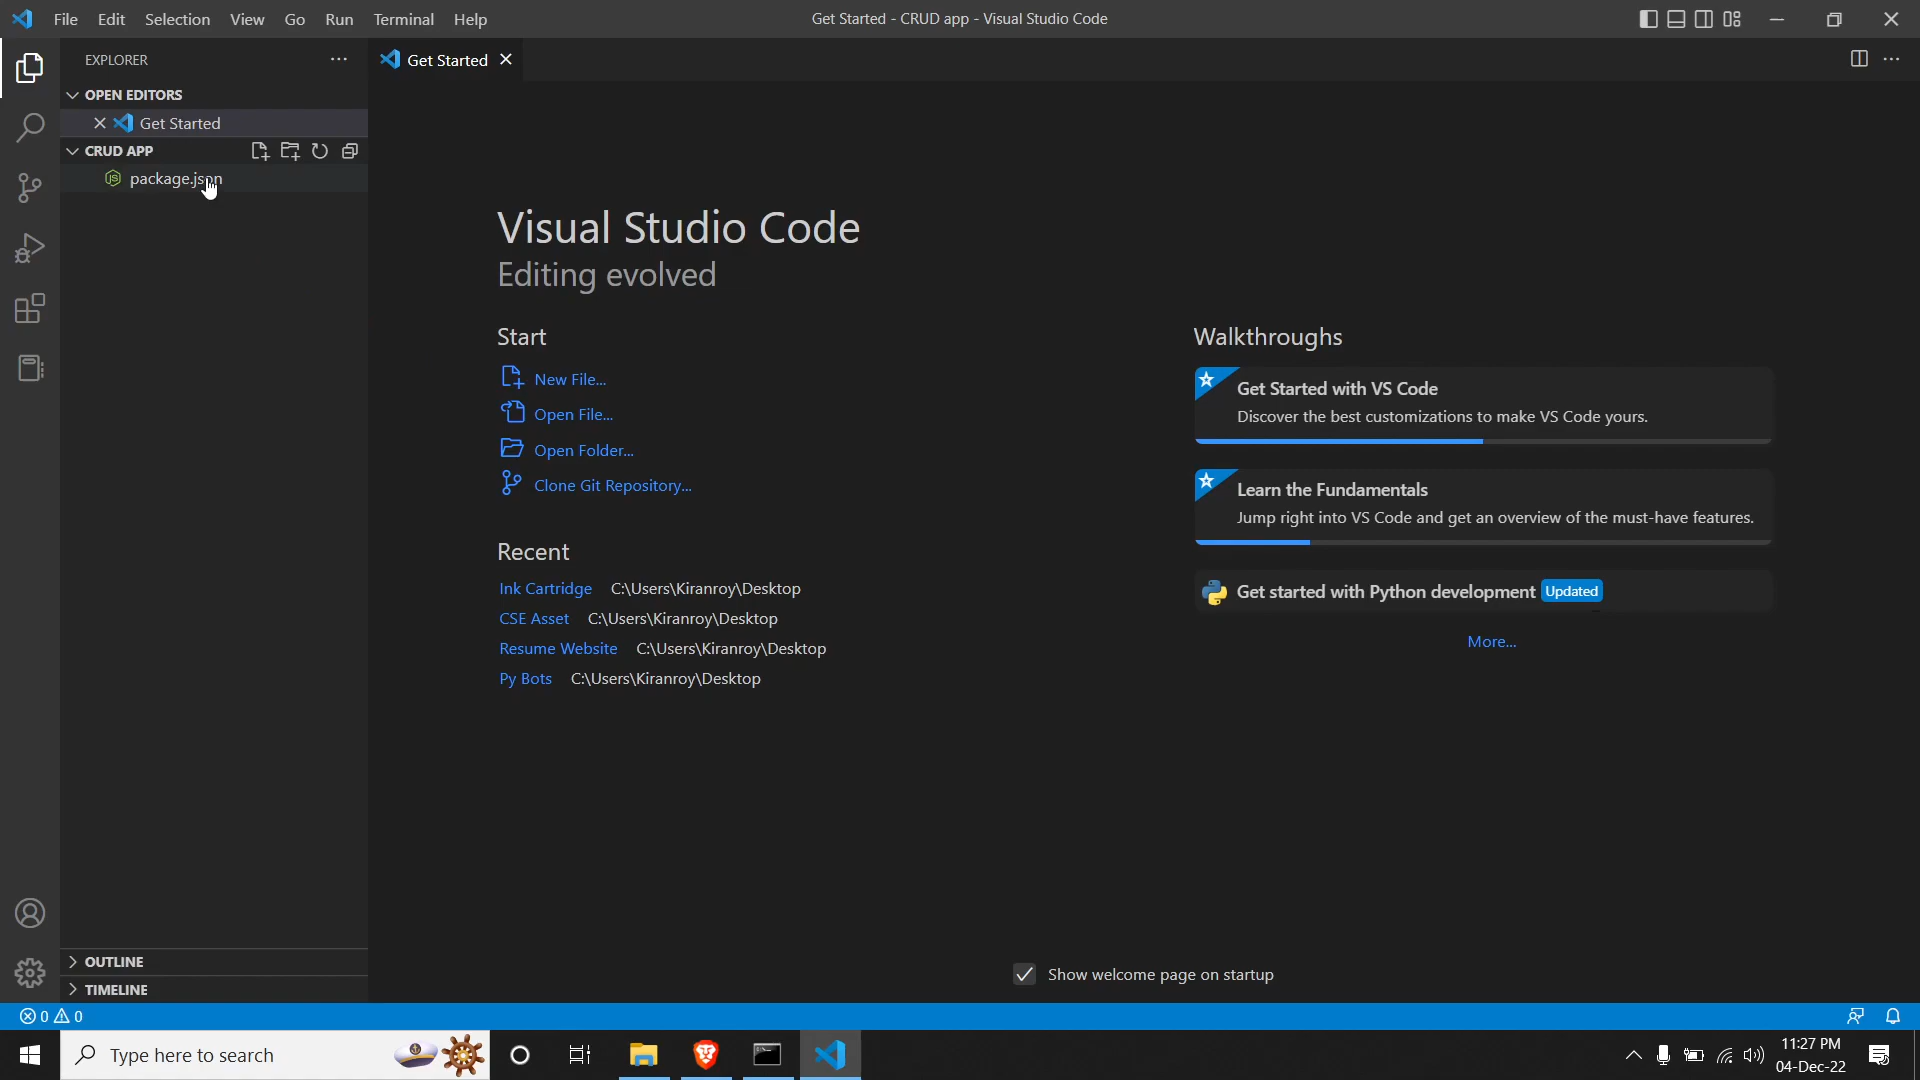 File Edit Selection View Go Run Terminal Help
Get Started - CRUD app - Visual Studio Code
EXPLORER
Get Started
OPEN EDITORS
Get Started
CRUD APP
package.json
Visual Studio Code
Editing evolved
Start
New File...
Open File...
Open Folder...
Clone Git Repository...
Recent
Ink Cartridge C:\Users\Kiranroy\Desktop
CSE Asset C:\Users\Kiranroy\Desktop
Resume Website C:\Users\Kiranroy\Desktop
Py Bots C:\Users\Kiranroy\Desktop
Walkthroughs
Get Started with VS Code
Discover the best customizations to make VS Code yours.
Learn the Fundamentals
Jump right into VS Code and get an overview of the must-have features.
Get started with Python development Updated
More...
Show welcome page on startup
OUTLINE
TIMELINE
0 0
Type here to search
11:27 PM
04-Dec-22